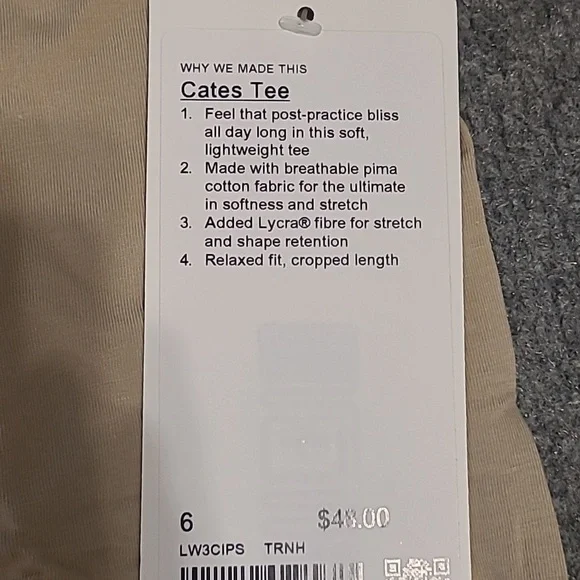 WHY WE MADE THIS
Cates Tee
1. Feel that post-practice bliss
all day long in this soft,
lightweight tee
2. Made with breathable pima
cotton fabric for the ultimate
in softness and stretch
3. Added Lycra® fibre for stretch
and shape retention
4. Relaxed fit, cropped length
6 $48.00
LW3CIPS TRNH